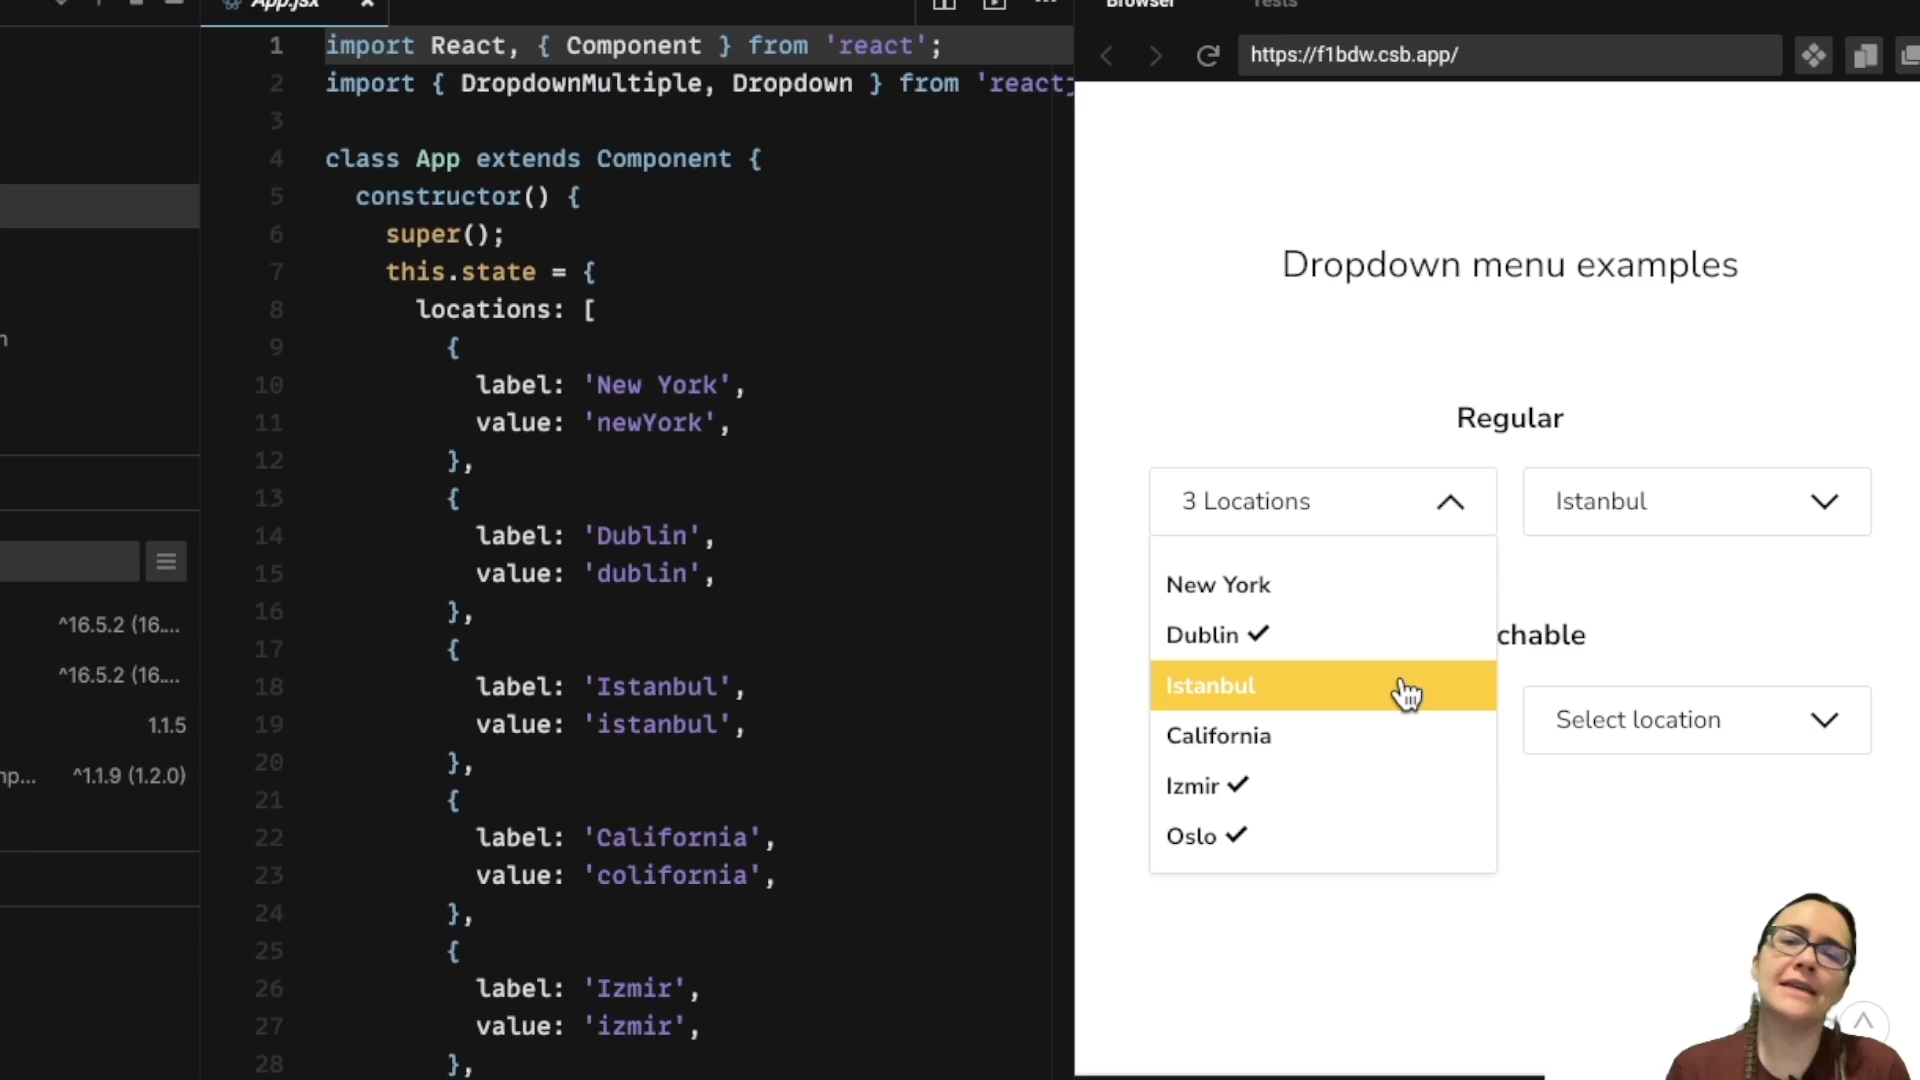 App.jsx
1 import React, { Component } from 'react';
2 import { DropdownMultiple, Dropdown } from 'react
3
4 class App extends Component {
5 constructor() {
6 super();
7 this.state = {
8 locations: [
9 {
10 label: 'New York',
11 value: 'newYork',
12 },
13 {
14 label: 'Dublin',
15 value: 'dublin',
16 },
17 {
18 label: 'Istanbul',
19 value: 'istanbul',
20 },
21 {
22 label: 'California',
23 value: 'colifornia',
24 },
25 {
26 label: 'Izmir',
27 value: 'izmir',
28 },
^16.5.2 (16....
^16.5.2 (16....
1.1.5
np... ^1.1.9 (1.2.0)
Browser Tests
https://f1bdw.csb.app/
Dropdown menu examples
Regular
3 Locations Istanbul
New York
Dublin
chable
Istanbul
Select location
California
Izmir
Oslo